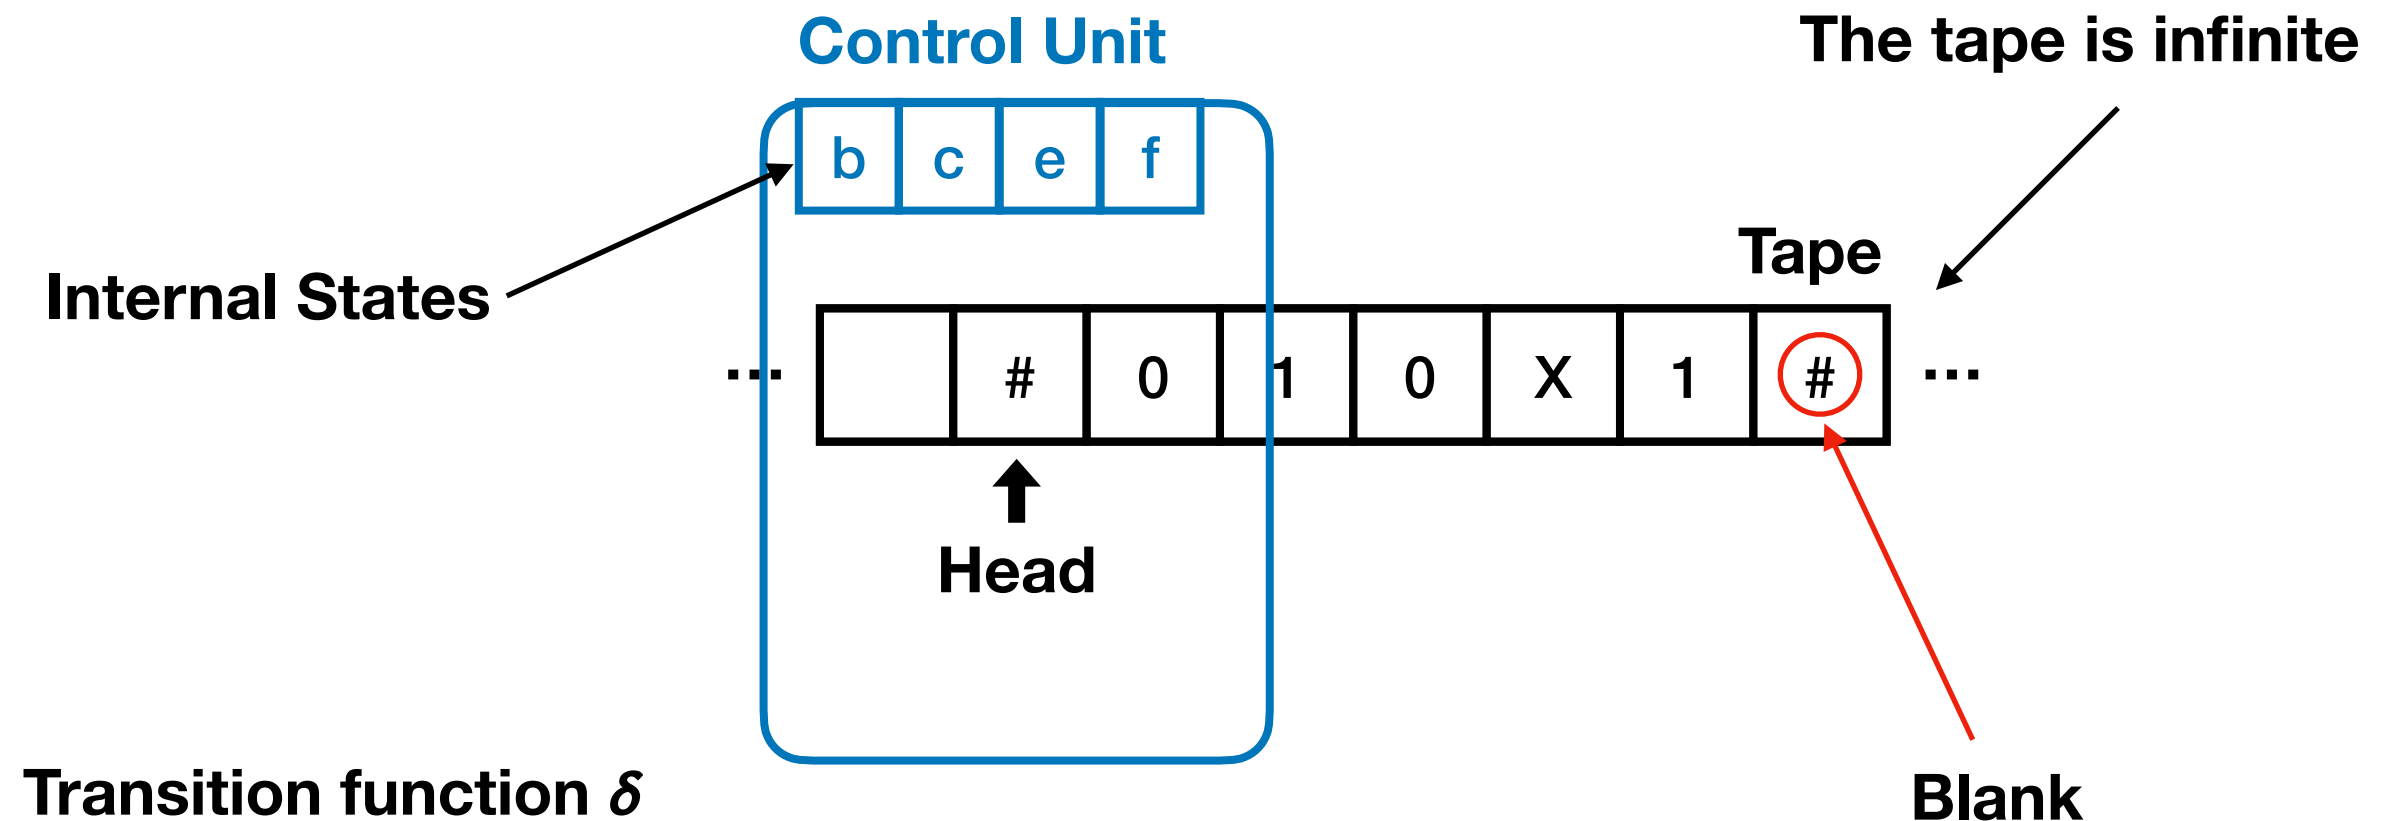 Control Unit
The tape is infinite
b c e f
Tape
Internal States
... # 0 1 0 X 1 # ...
Head
Transition function δ
Blank